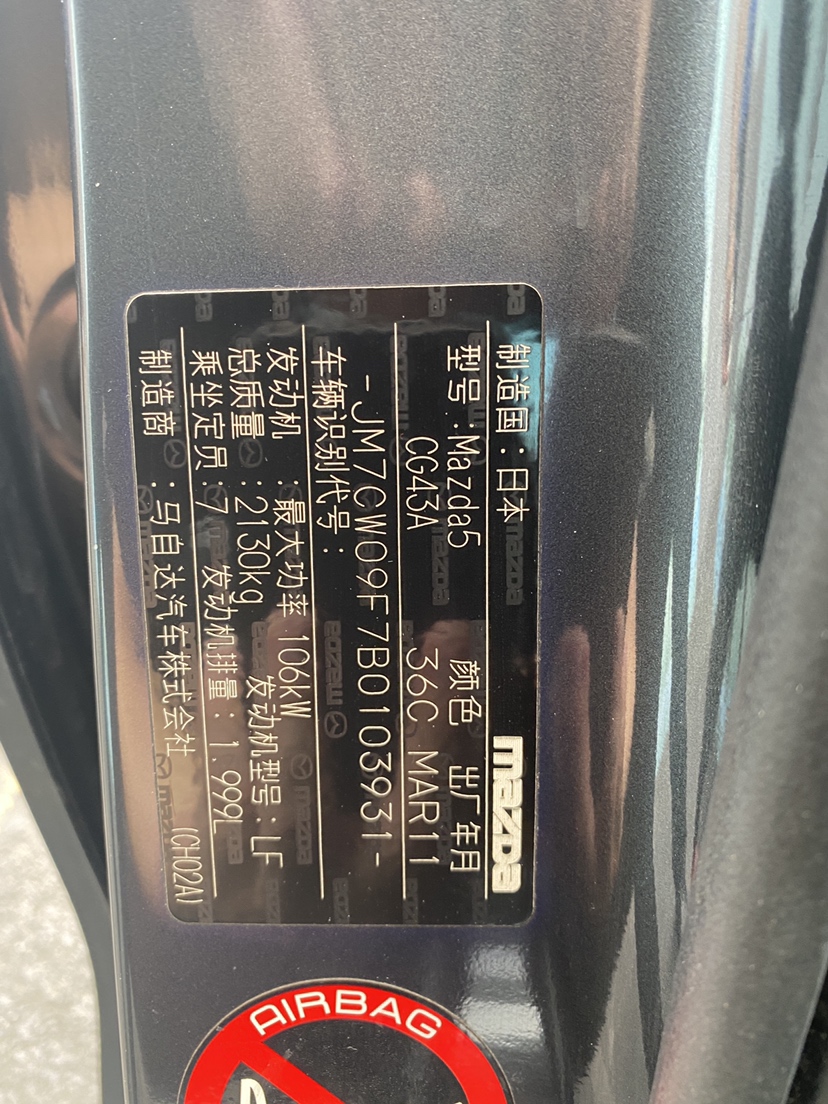 制造国：日本 mazda
型号：Mazda5 颜色 出厂年月
CG43A 36C MAR11
车辆识别代号：
-JM7CW09F7B0103931-
发动机：最大功率 106kW
总质量：2130kg 发动机型号：LF
乘坐定员：7 发动机排量：1.999L
制造商：马自达汽车株式会社 (CH02A)
AIRBAG